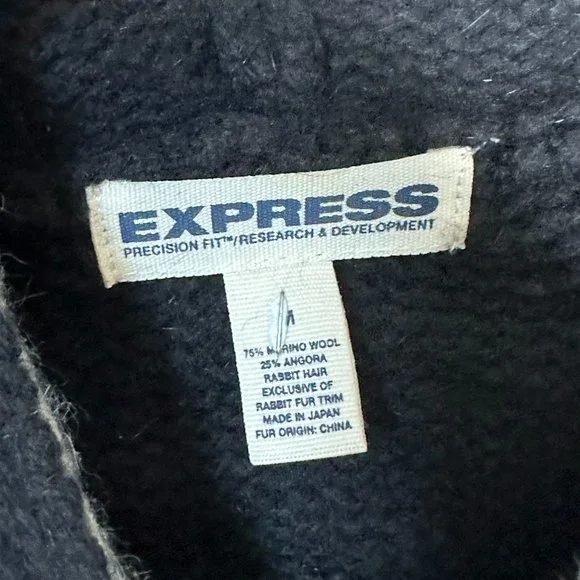 EXPRESS
PRECISION FIT™/RESEARCH & DEVELOPMENT
M
75% MERINO WOOL
25% ANGORA
RABBIT HAIR
EXCLUSIVE OF
RABBIT FUR TRIM
MADE IN JAPAN
FUR ORIGIN: CHINA